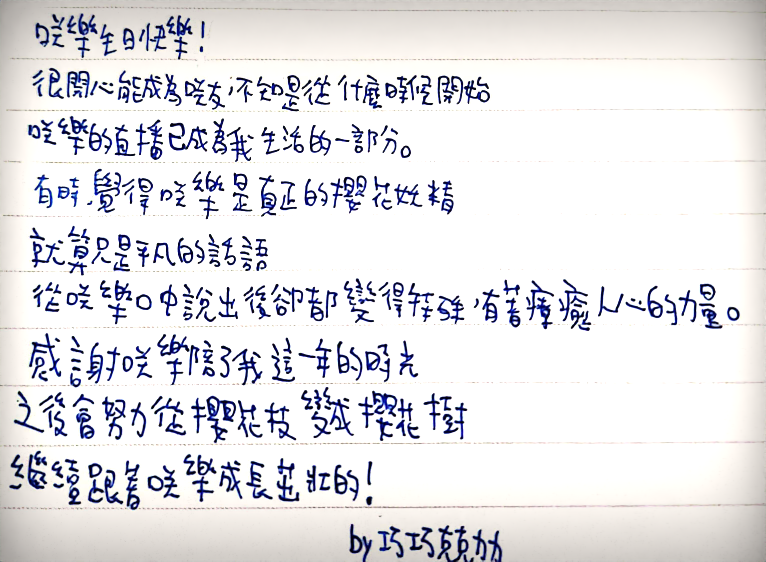 咲樂生日快樂!
很開心能成為咲友,不知是從什麼時候開始
咲樂的直播已成為我生活的一部分。
有時,覺得咲樂是真正的櫻花妖精
就算只是平凡的話語
從咲樂口中說出後卻都變得特殊,有著療癒人心的力量。
感謝咲樂陪了我這一年的時光
之後會努力從櫻花枝變成櫻花樹
繼續跟著咲樂成長茁壯的!
by巧巧克力